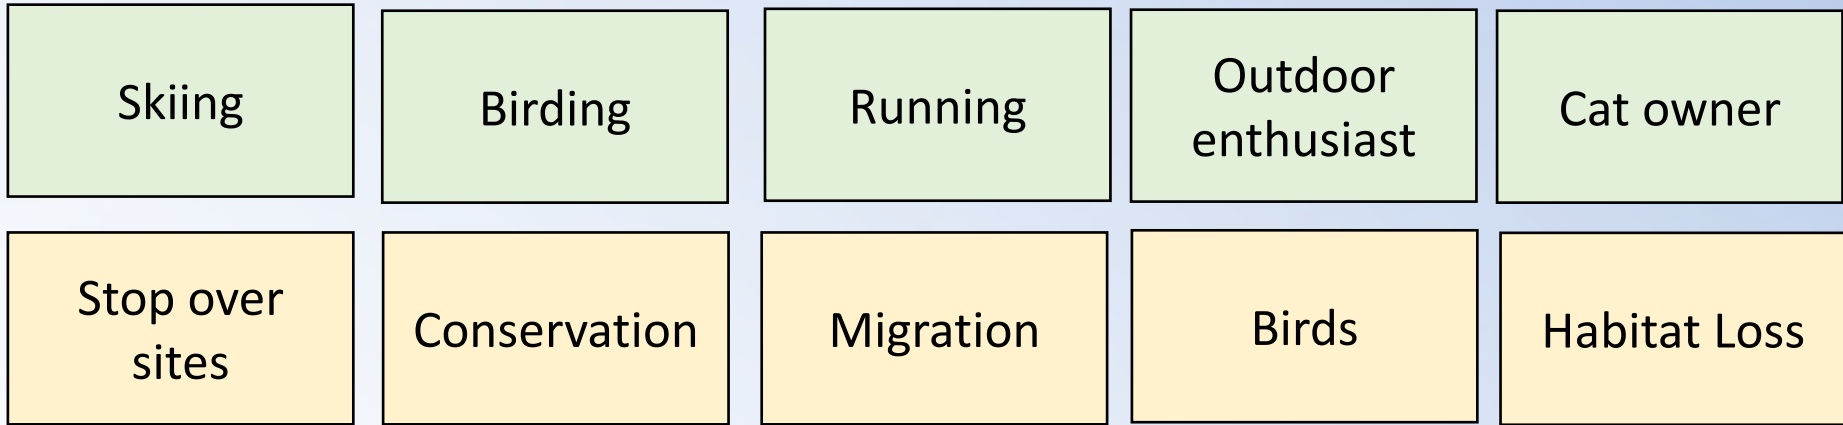 Skiing
Birding
Running
Outdoor
enthusiast
Cat owner
Stop over
sites
Conservation
Migration
Birds
Habitat Loss